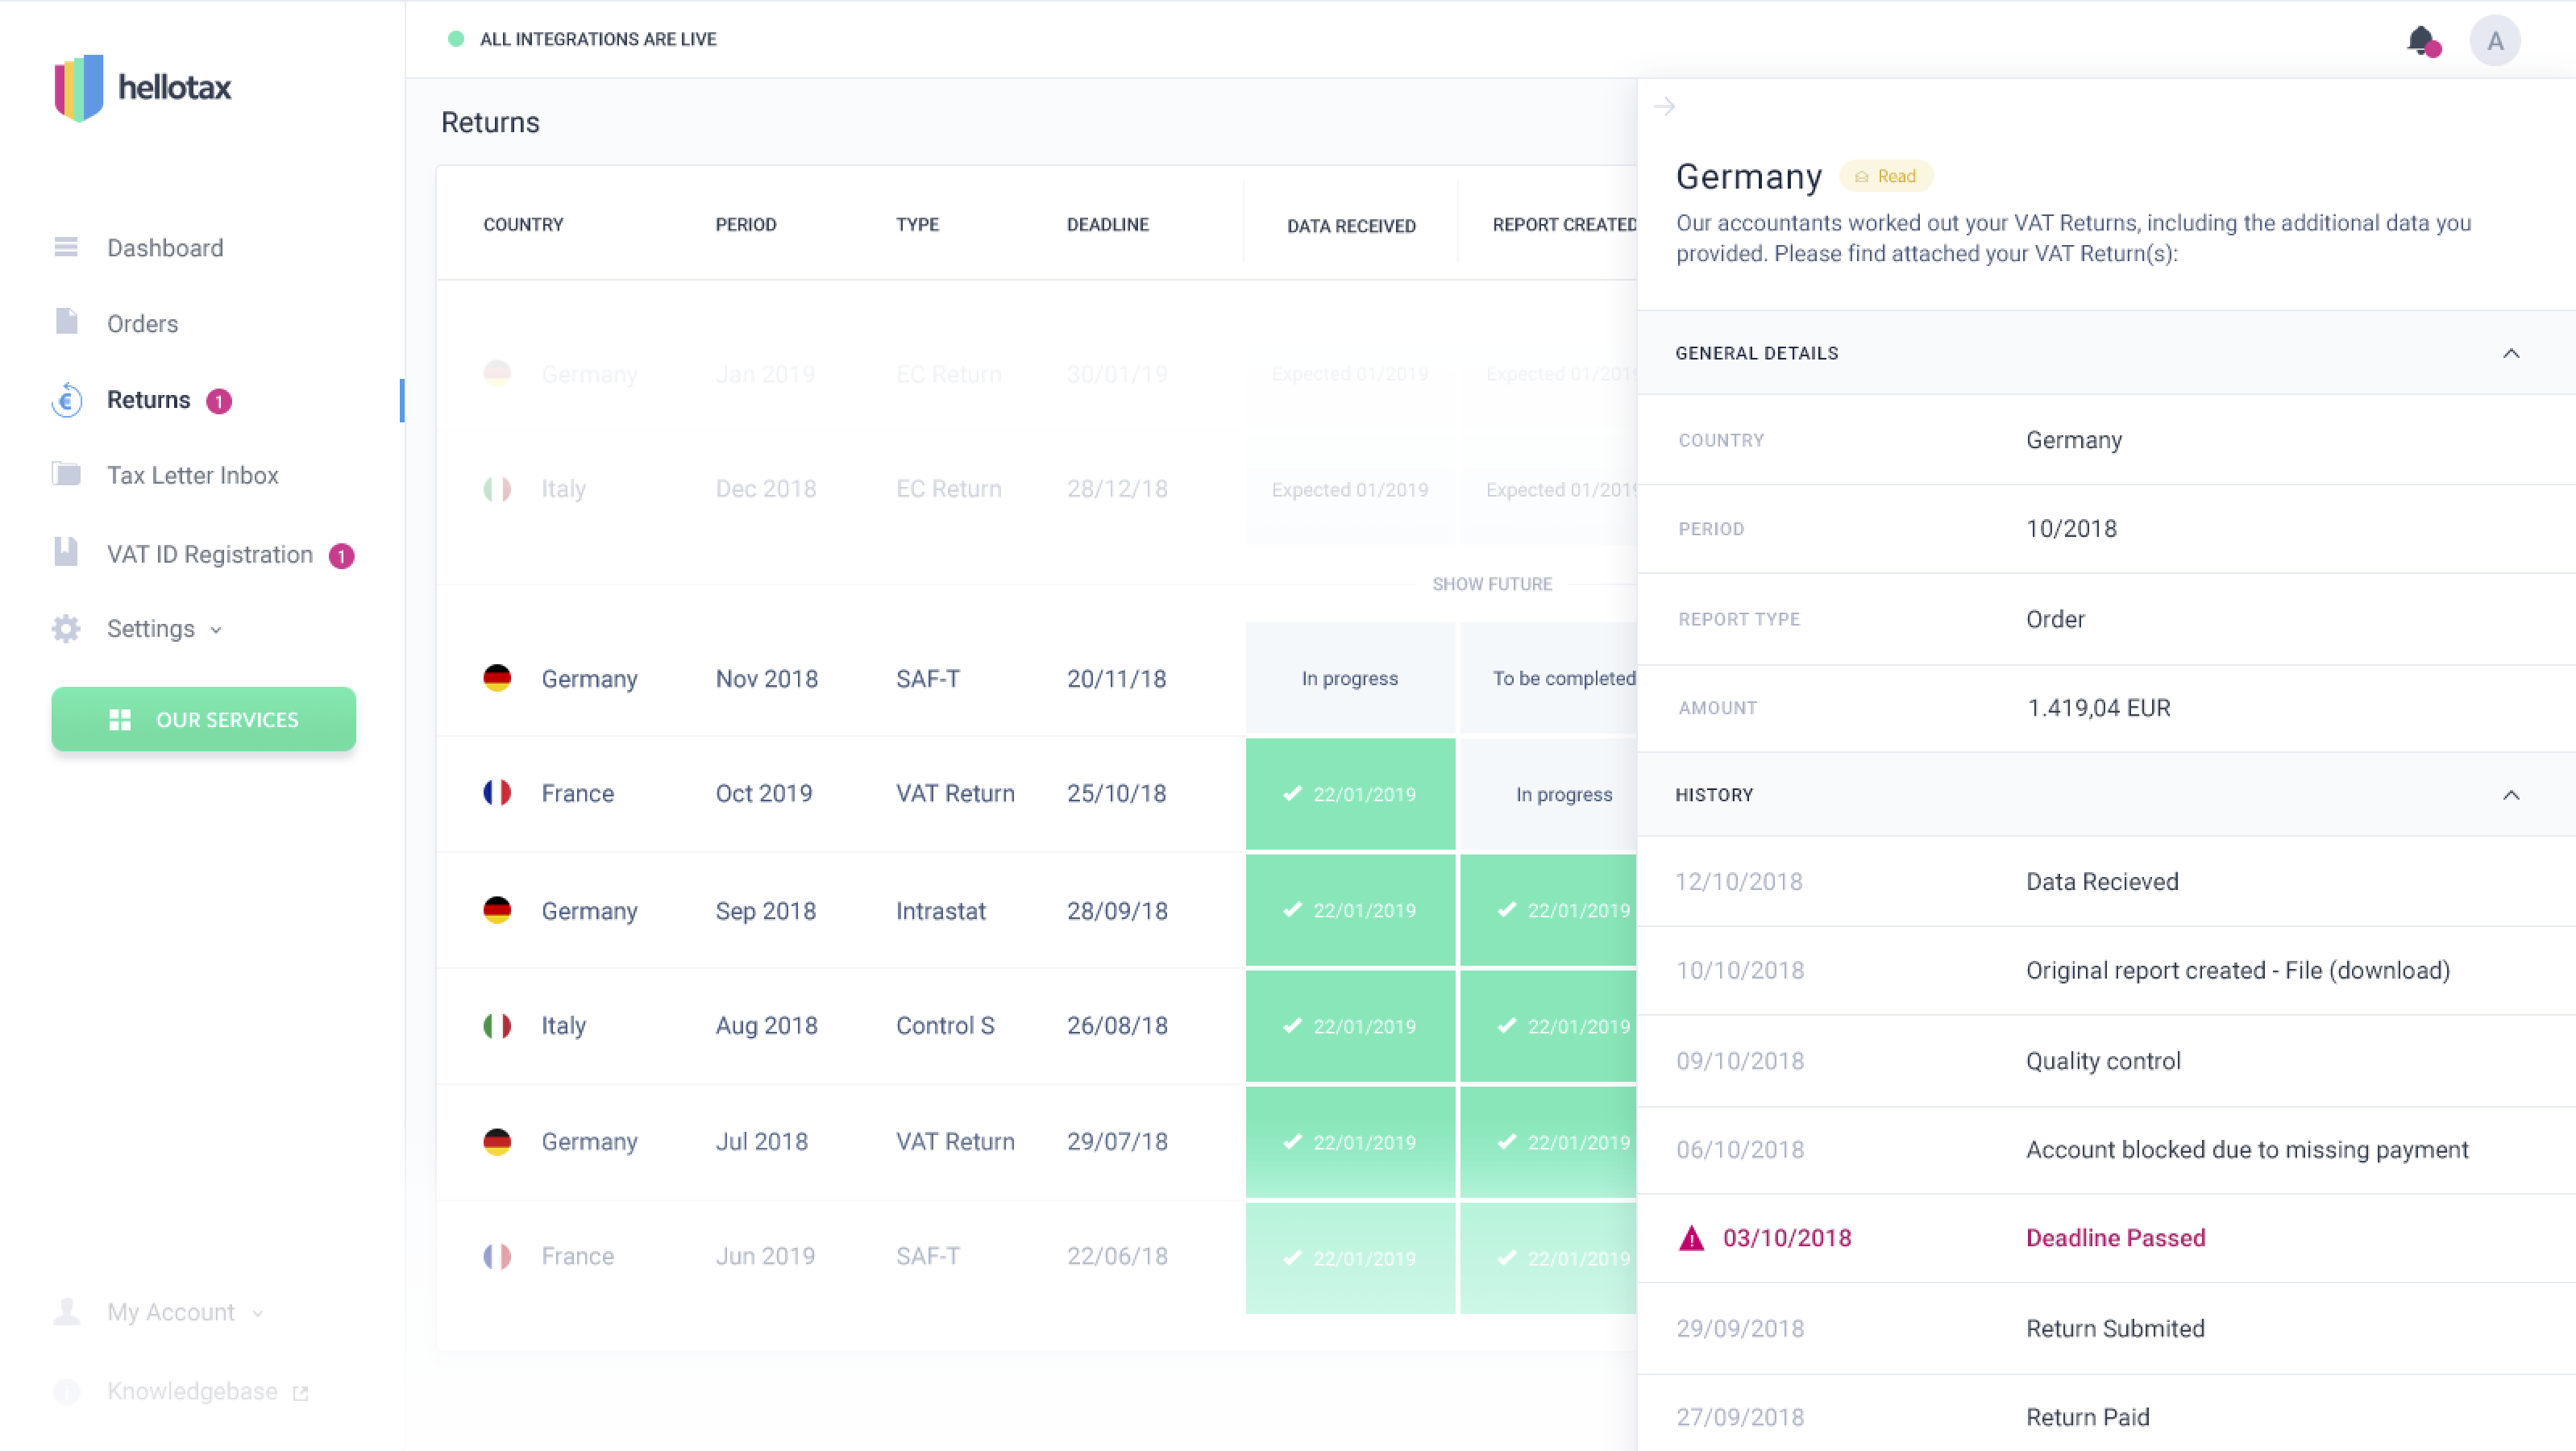 hellotax
Dashboard
Orders
Returns 1
Tax Letter Inbox
VAT ID Registration 1
Settings
OUR SERVICES
My Account
Knowledgebase
ALL INTEGRATIONS ARE LIVE
A
Returns
COUNTRY PERIOD TYPE DEADLINE DATA RECEIVED REPORT CREATED
Germany Jan 2019 EC Return 30/01/19 Expected 01/2019 Expected 01/2019
Italy Dec 2018 EC Return 28/12/18 Expected 01/2019 Expected 01/2019
SHOW FUTURE
Germany Nov 2018 SAF-T 20/11/18 In progress To be completed
France Oct 2019 VAT Return 25/10/18 22/01/2019 In progress
Germany Sep 2018 Intrastat 28/09/18 22/01/2019 22/01/2019
Italy Aug 2018 Control S 26/08/18 22/01/2019 22/01/2019
Germany Jul 2018 VAT Return 29/07/18 22/01/2019 22/01/2019
France Jun 2019 SAF-T 22/06/18 22/01/2019 22/01/2019
Germany Read
Our accountants worked out your VAT Returns, including the additional data you
provided. Please find attached your VAT Return(s):
GENERAL DETAILS
COUNTRY Germany
PERIOD 10/2018
REPORT TYPE Order
AMOUNT 1.419,04 EUR
HISTORY
12/10/2018 Data Recieved
10/10/2018 Original report created - File (download)
09/10/2018 Quality control
06/10/2018 Account blocked due to missing payment
03/10/2018 Deadline Passed
29/09/2018 Return Submited
27/09/2018 Return Paid